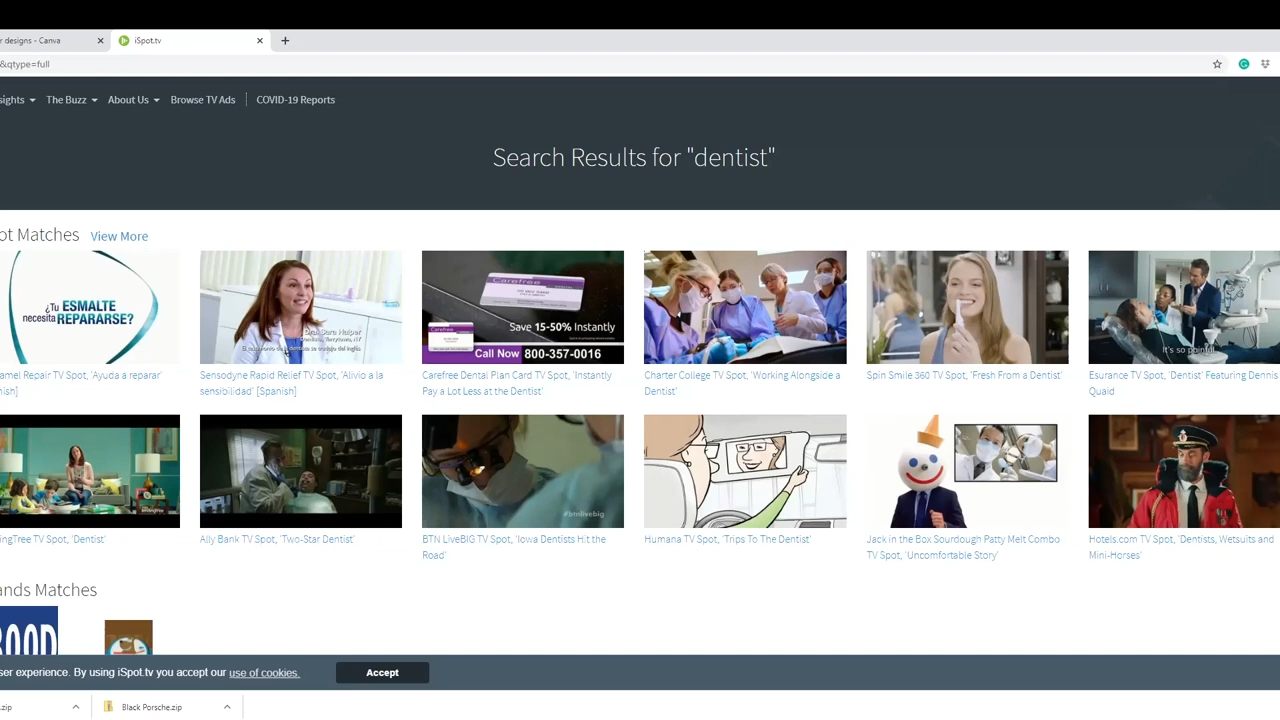 r designs - Canva
iSpot.tv
&qtype=full
sights
The Buzz
About Us
Browse TV Ads
COVID-19 Reports
Search Results for "dentist"
ot Matches
View More
¿Tu ESMALTE
necesita REPARARSE?
Carefree
Save 15-50% Instantly
Call Now 800-357-0016
It's so painful.
amel Repair TV Spot, 'Ayuda a reparar'
nish]
Sensodyne Rapid Relief TV Spot, 'Alivio a la
sensibilidad' [Spanish]
Carefree Dental Plan Card TV Spot, 'Instantly
Pay a Lot Less at the Dentist'
Charter College TV Spot, 'Working Alongside a
Dentist'
Spin Smile 360 TV Spot, 'Fresh From a Dentist'
Esurance TV Spot, 'Dentist' Featuring Dennis
Quaid
#btnlivebig
ingTree TV Spot, 'Dentist'
Ally Bank TV Spot, 'Two-Star Dentist'
BTN LiveBIG TV Spot, 'Iowa Dentists Hit the
Road'
Humana TV Spot, 'Trips To The Dentist'
Jack in the Box Sourdough Patty Melt Combo
TV Spot, 'Uncomfortable Story'
Hotels.com TV Spot, 'Dentists, Wetsuits and
Mini-Horses'
ands Matches
OOD
ser experience. By using iSpot.tv you accept our use of cookies.
Accept
.zip
Black Porsche.zip